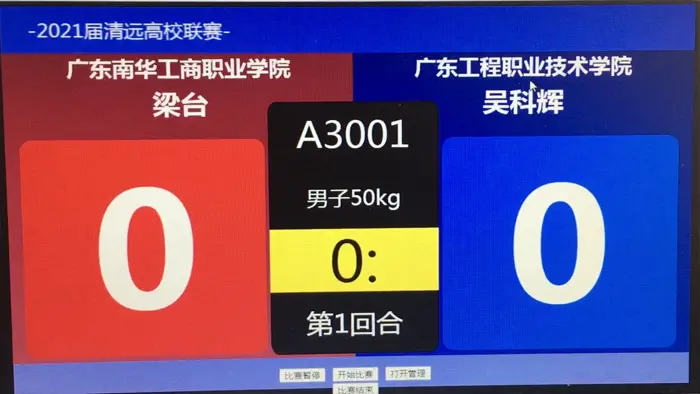 -2021届清远高校联赛-
广东南华工商职业学院
梁台
0
A3001
男子50kg
0:
第1回合
广东工程职业技术学院
吴科辉
0
比赛暂停 开始比赛 打开管理
比赛结束